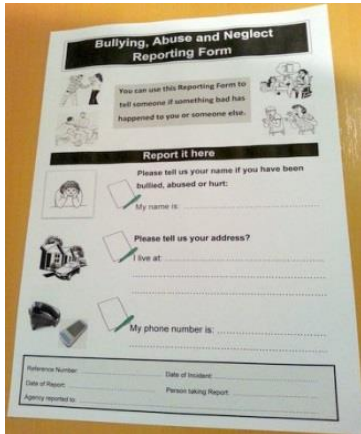 Bullying, Abuse and Neglect
Reporting Form
You can use this Reporting Form to
tell someone if something bad has
happened to you or someone else.
Report it here
Please tell us your name if you have been
bullied, abused or hurt:
My name is:
Please tell us your address?
I live at
My phone number is:
Reference Number:
Date of Incident:
Date of Report:
Person taking Report:
Agency reported to: